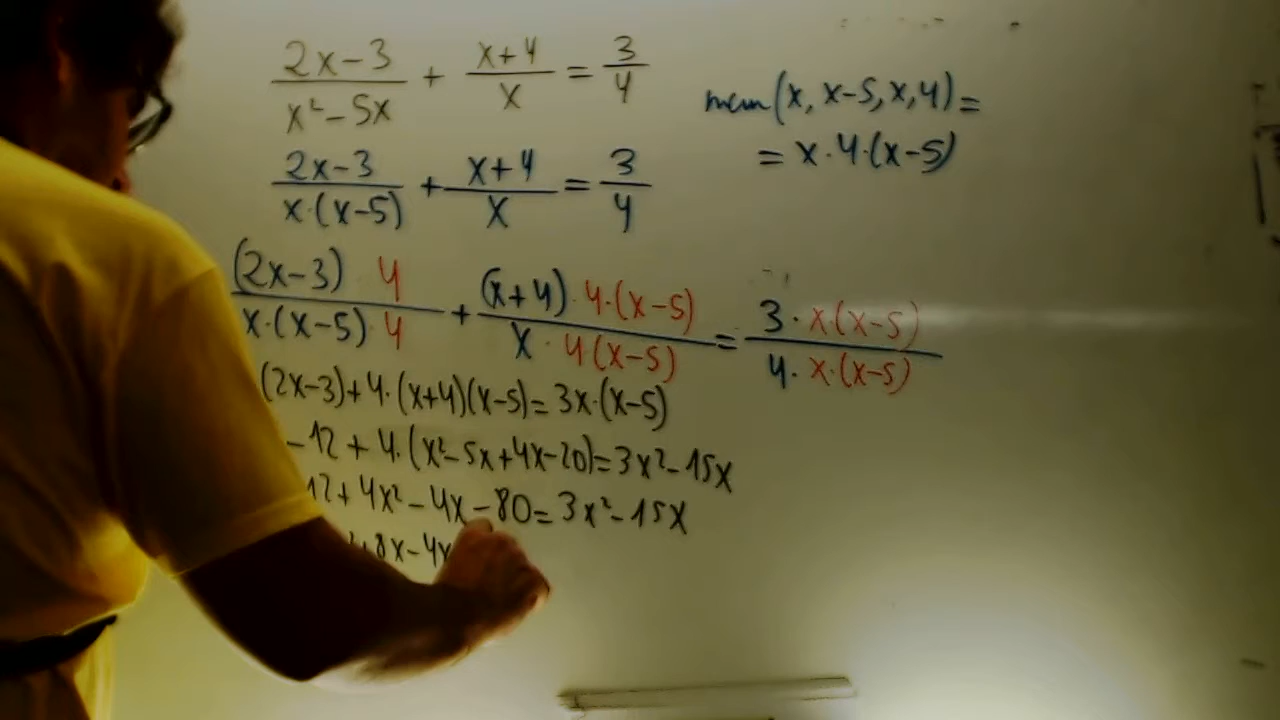 2x-3/x²-5x + x+4/x = 3/4
mcm(x, x-5, x, 4) =
= x·4·(x-5)
2x-3/x·(x-5) + x+4/x = 3/4
(2x-3) 4/x·(x-5) 4 + (x+4)·4·(x-5)/x·4(x-5) = 3·x·(x-5)/4·x·(x-5)
(2x-3)+4·(x+4)(x-5)=3x·(x-5)
-12+4·(x²-5x+4x-20)=3x²-15x
12+4x²-4x-80=3x²-15x
+8x-4x